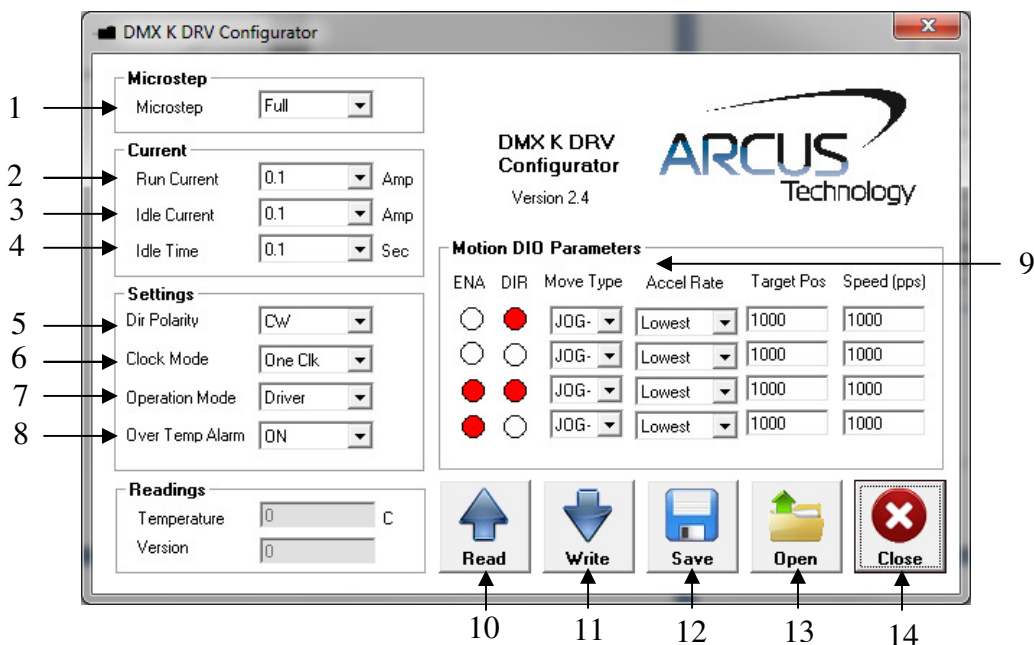 DMX K DRV Configurator
Microstep
1 Microstep Full
Current
2 Run Current 0.1 Amp
3 Idle Current 0.1 Amp
4 Idle Time 0.1 Sec
Settings
5 Dir Polarity CW
6 Clock Mode One Clk
7 Operation Mode Driver
8 Over Temp Alarm ON
Readings
Temperature 0 C
Version 0
DMX K DRV
Configurator
Version 2.4
ARCUS
Technology
Motion DIO Parameters 9
ENA DIR Move Type Accel Rate Target Pos Speed (pps)
JOG- Lowest 1000 1000
JOG- Lowest 1000 1000
JOG- Lowest 1000 1000
JOG- Lowest 1000 1000
Read Write Save Open Close
10 11 12 13 14